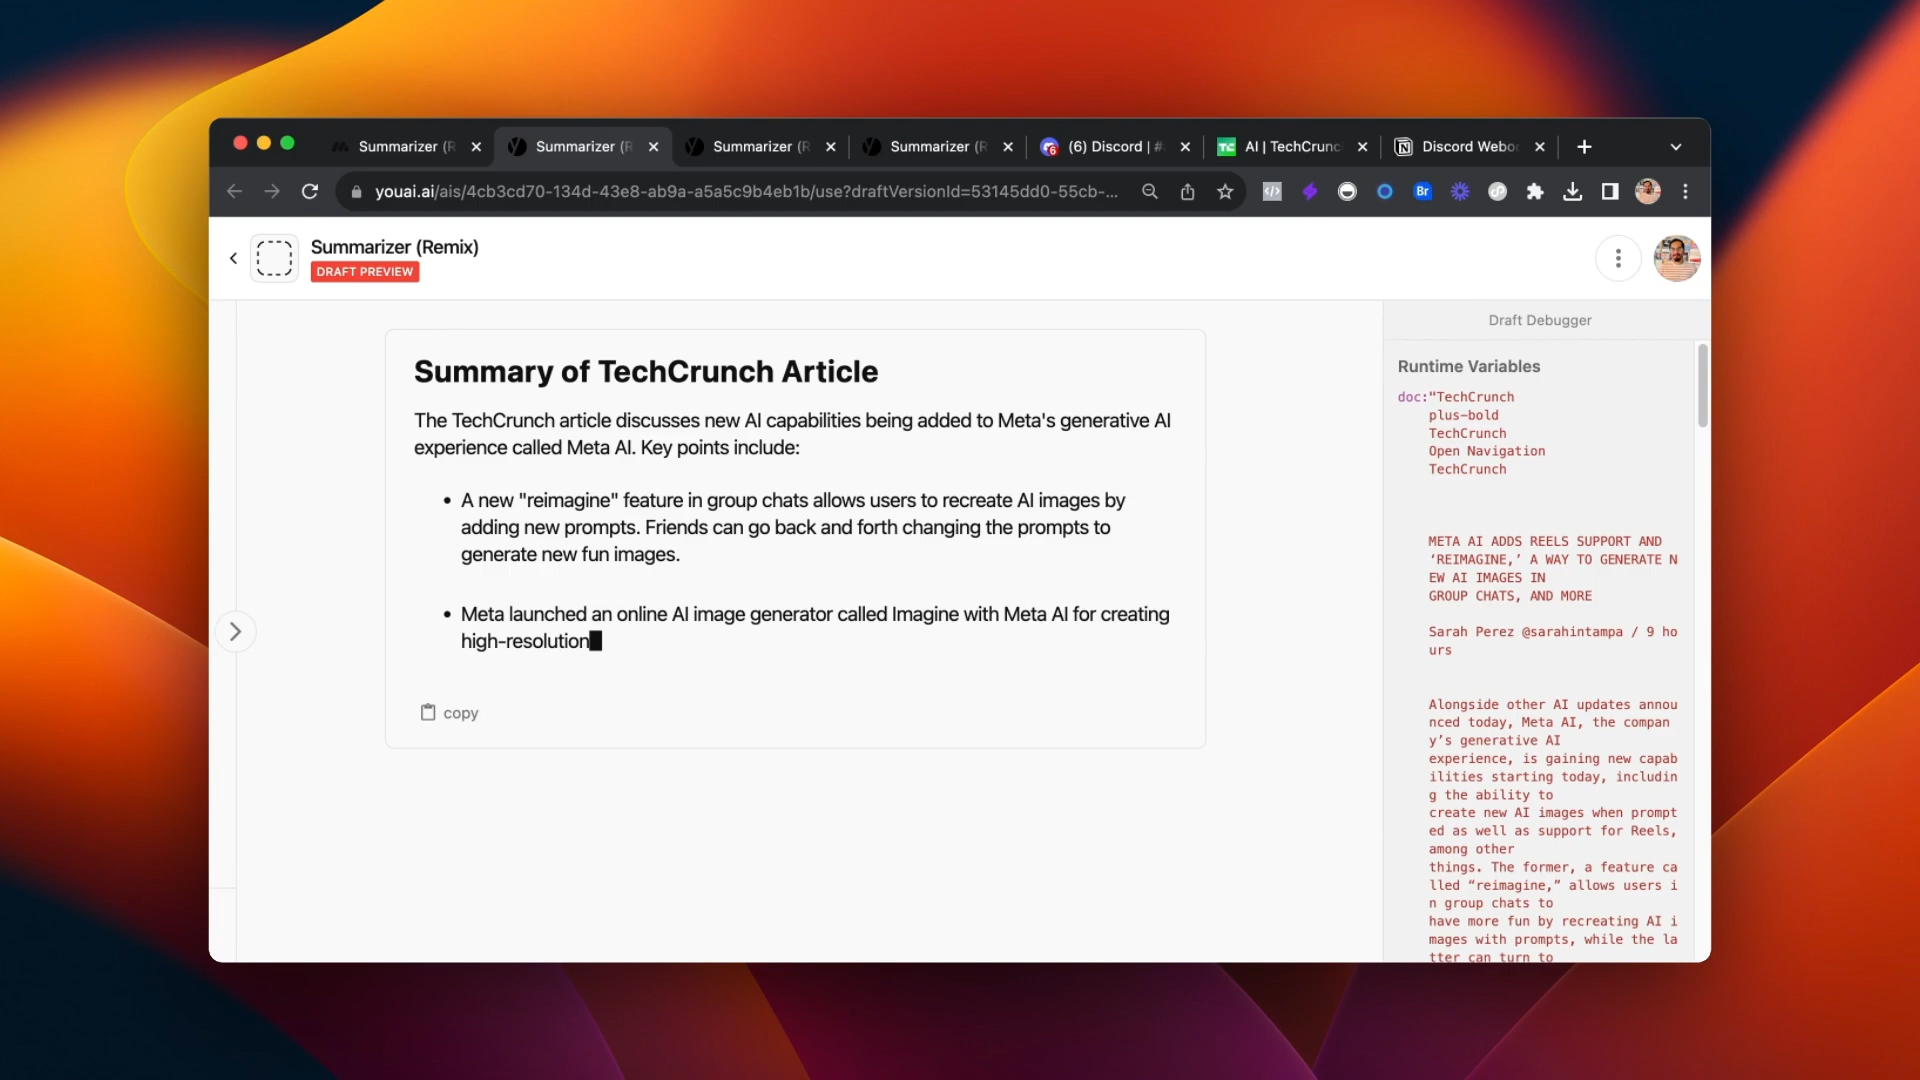 Summarizer (R
Summarizer (R
Summarizer (R
Summarizer (R
(6) Discord | #
AI | TechCrunc
Discord Webo
youai.ai/ais/4cb3cd70-134d-43e8-ab9a-a5a5c9b4eb1b/use?draftVersionId=53145dd0-55cb-...
Summarizer (Remix)
DRAFT PREVIEW
Summary of TechCrunch Article
The TechCrunch article discusses new AI capabilities being added to Meta's generative AI
experience called Meta AI. Key points include:
• A new "reimagine" feature in group chats allows users to recreate AI images by
adding new prompts. Friends can go back and forth changing the prompts to
generate new fun images.
• Meta launched an online AI image generator called Imagine with Meta AI for creating
high-resolution
copy
Draft Debugger
Runtime Variables
doc:"TechCrunch
plus-bold
TechCrunch
Open Navigation
TechCrunch
META AI ADDS REELS SUPPORT AND
‘REIMAGINE,’ A WAY TO GENERATE N
EW AI IMAGES IN
GROUP CHATS, AND MORE
Sarah Perez @sarahintampa / 9 ho
urs
Alongside other AI updates annou
nced today, Meta AI, the compan
y’s generative AI
experience, is gaining new capab
ilities starting today, includin
g the ability to
create new AI images when prompt
ed as well as support for Reels,
among other
things. The former, a feature ca
lled “reimagine,” allows users i
n group chats to
have more fun by recreating AI i
mages with prompts, while the la
tter can turn to